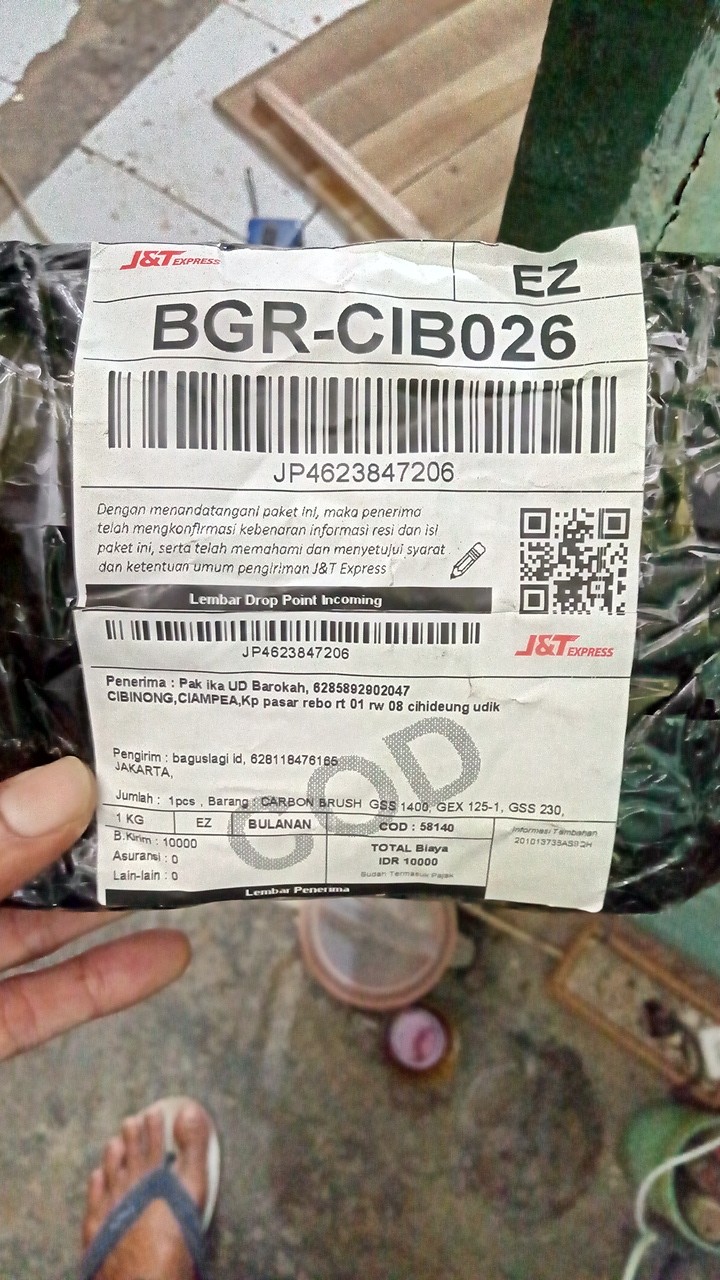 J&T EXPRESS
EZ
BGR-CIB026
JP4623847206
Dengan menandatangani paket ini, maka penerima
telah mengkonfirmasi kebenaran informasi resi dan isi
paket ini, serta telah memahami dan menyetujui syarat
dan ketentuan umum pengiriman J&T Express
Lembar Drop Point Incoming
JP4623847206
J&T EXPRESS
Penerima : Pak ika UD Barokah, 6285892902047
CIBINONG,CIAMPEA,Kp pasar rebo rt 01 rw 08 cihideung udik
COD
Pengirim : baguslagi id, 628118476166
JAKARTA,
Jumlah : 1pcs , Barang : CARBON BRUSH GSS 1400, GEX 125-1, GSS 230,
1 KG EZ BULANAN COD : 58140
B.Kirim : 10000
Asuransi : 0
Lain-lain : 0
TOTAL Biaya
IDR 10000
Sudah Termasuk Pajak
Informasi Tambahan
Lembar Penerima